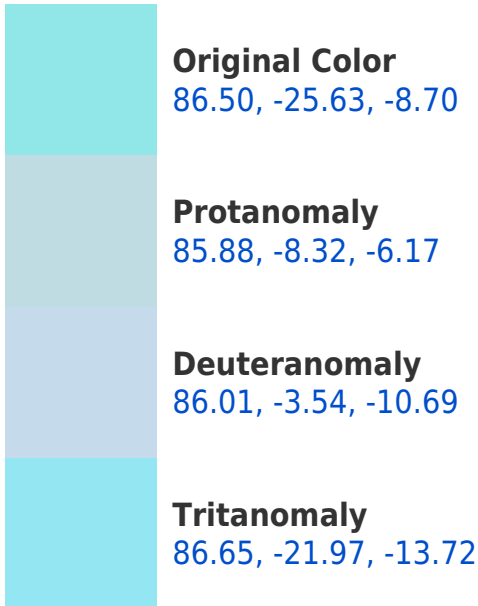 Original Color
86.50, -25.63, -8.70
Protanomaly
85.88, -8.32, -6.17
Deuteranomaly
86.01, -3.54, -10.69
Tritanomaly
86.65, -21.97, -13.72